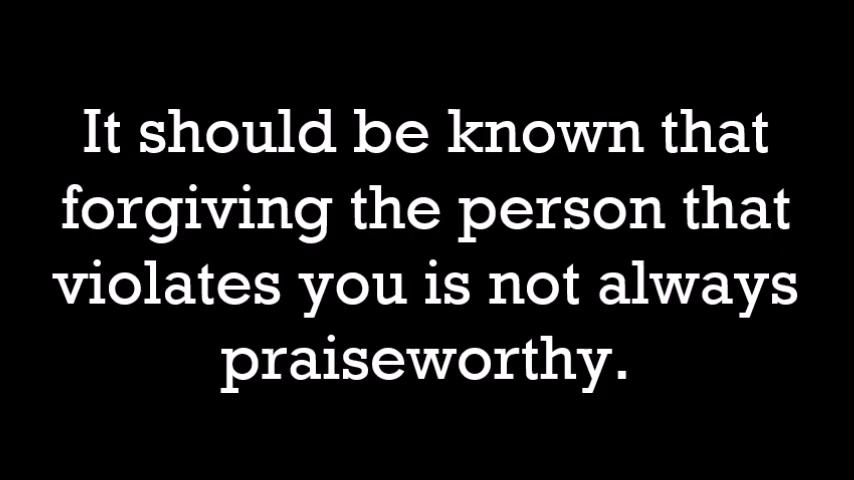 It should be known that
forgiving the person that
violates you is not always
praiseworthy.